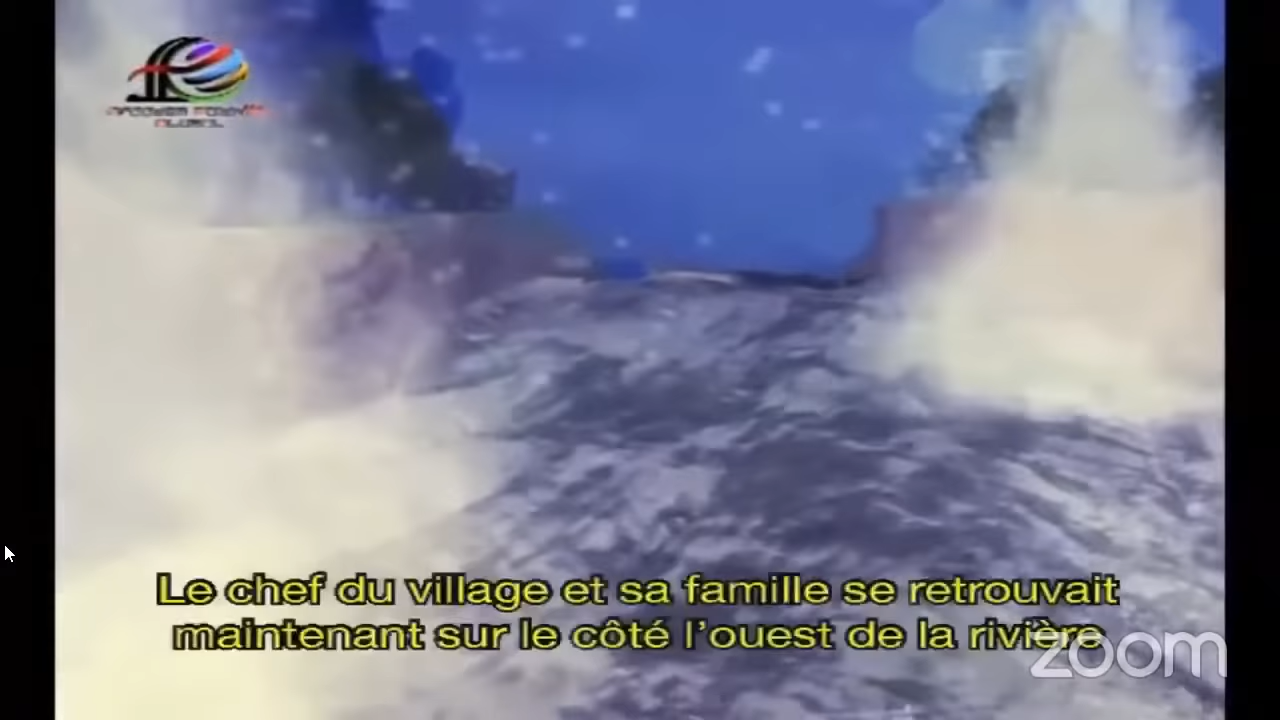 Le chef du village et sa famille se retrouvait
maintenant sur le côté l'ouest de la rivière
zoom